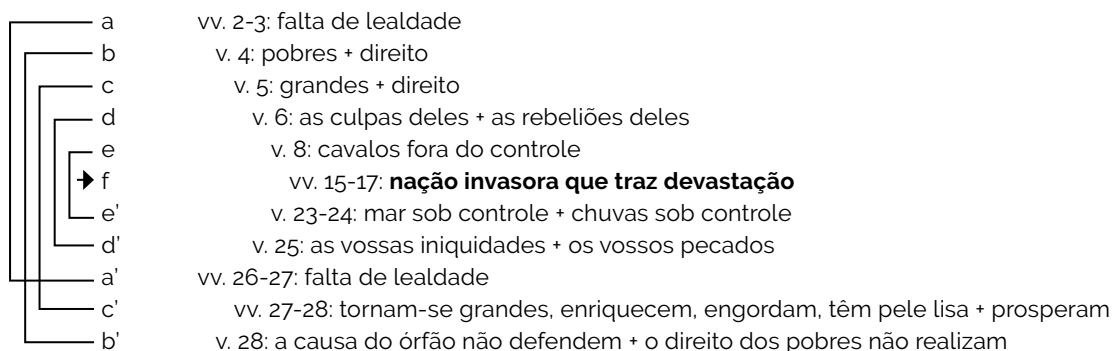 a vv. 2-3: falta de lealdade
b v. 4: pobres + direito
c v. 5: grandes + direito
d v. 6: as culpas deles + as rebeliões deles
e v. 8: cavalos fora do controle
f vv. 15-17: nação invasora que traz devastação
e' v. 23-24: mar sob controle + chuvas sob controle
d' v. 25: as vossas iniquidades + os vossos pecados
a' vv. 26-27: falta de lealdade
c' vv. 27-28: tornam-se grandes, enriquecem, engordam, têm pele lisa + prosperam
b' v. 28: a causa do órfão não defendem + o direito dos pobres não realizam